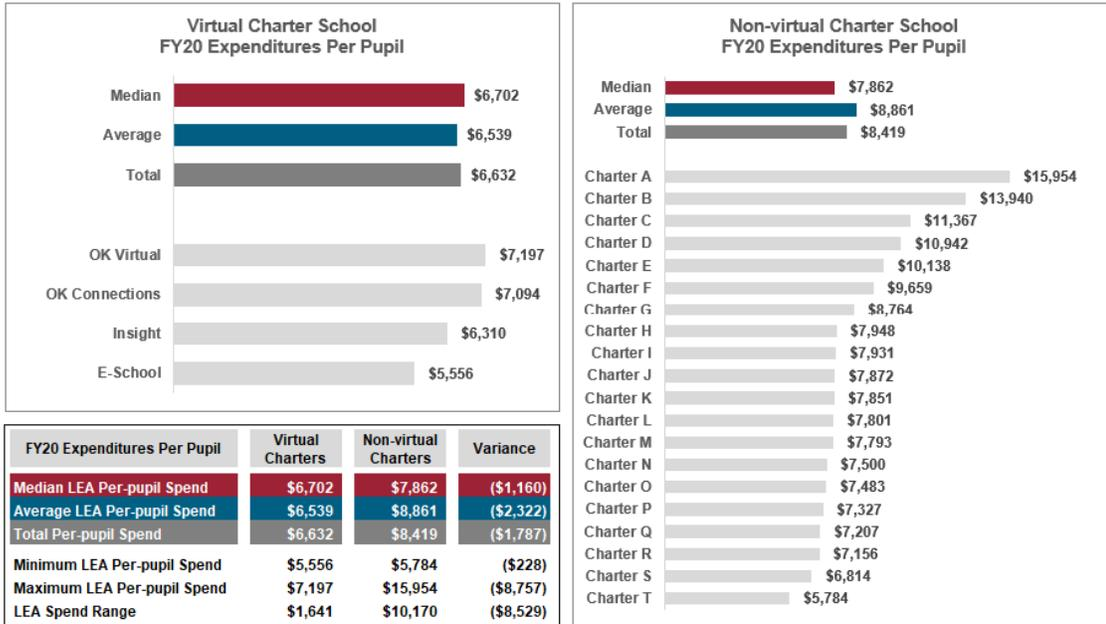 Virtual Charter School
FY20 Expenditures Per Pupil
Median $6,702
Average $6,539
Total $6,632
OK Virtual $7,197
OK Connections $7,094
Insight $6,310
E-School $5,556
FY20 Expenditures Per Pupil Virtual Charters Non-virtual Charters Variance
Median LEA Per-pupil Spend $6,702 $7,862 ($1,160)
Average LEA Per-pupil Spend $6,539 $8,861 ($2,322)
Total Per-pupil Spend $6,632 $8,419 ($1,787)
Minimum LEA Per-pupil Spend $5,556 $5,784 ($228)
Maximum LEA Per-pupil Spend $7,197 $15,954 ($8,757)
LEA Spend Range $1,641 $10,170 ($8,529)
Non-virtual Charter School
FY20 Expenditures Per Pupil
Median $7,862
Average $8,861
Total $8,419
Charter A $15,954
Charter B $13,940
Charter C $11,367
Charter D $10,942
Charter E $10,138
Charter F $9,659
Charter G $8,764
Charter H $7,948
Charter I $7,931
Charter J $7,872
Charter K $7,851
Charter L $7,801
Charter M $7,793
Charter N $7,500
Charter O $7,483
Charter P $7,327
Charter Q $7,207
Charter R $7,156
Charter S $6,814
Charter T $5,784